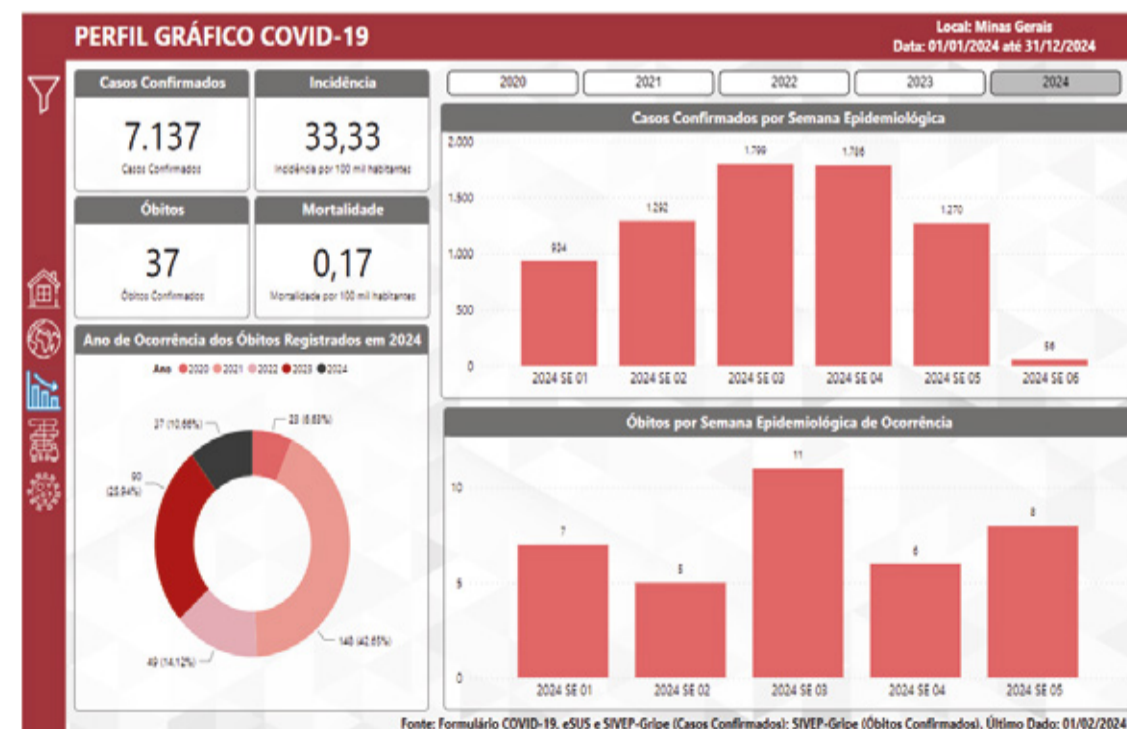 PERFIL GRÁFICO COVID-19
Local: Minas Gerais
Data: 01/01/2024 até 31/12/2024
Casos Confirmados
7.137
Casos Confirmados
Incidência
33,33
Incidência por 100 mil habitantes
Óbitos
37
Óbitos Confirmados
Mortalidade
0,17
Mortalidade por 100 mil habitantes
Ano de Ocorrência dos Óbitos Registrados em 2024
Ano 2020 2021 2022 2023 2024
37 (10,66%)
23 (6,63%)
90
(25,94%)
148 (42,65%)
49 (14,12%)
2020 2021 2022 2023 2024
Casos Confirmados por Semana Epidemiológica
2.000
1.500
1.000
500
0
934
1.292
1.799
1.786
1.270
56
2024 SE 01 2024 SE 02 2024 SE 03 2024 SE 04 2024 SE 05 2024 SE 06
Óbitos por Semana Epidemiológica de Ocorrência
10
5
0
7
5
11
6
8
2024 SE 01 2024 SE 02 2024 SE 03 2024 SE 04 2024 SE 05
Fonte: Formulário COVID-19, eSUS e SIVEP-Gripe (Casos Confirmados); SIVEP-Gripe (Óbitos Confirmados). Último Dado: 01/02/2024